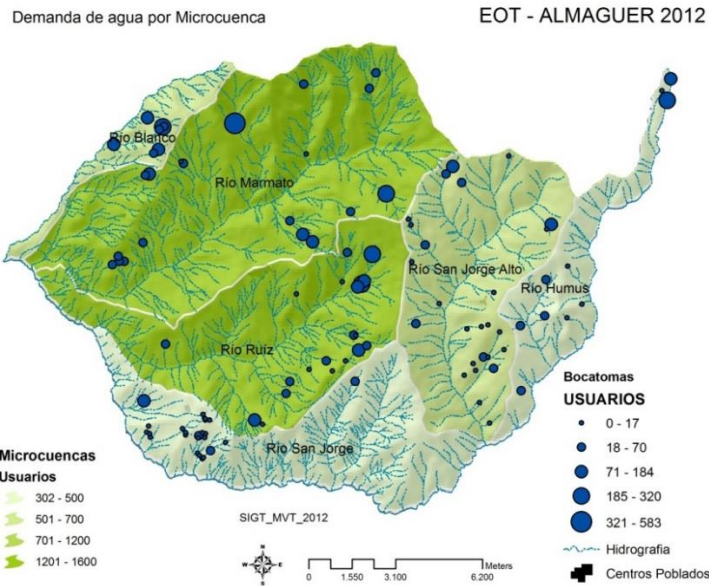 Demanda de agua por Microcuenca
EOT - ALMAGUER 2012
Río Blanco
Río Marmato
Río San Jorge Alto
Río Humus
Río Ruiz
Río San Jorge
Microcuencas
Usuarios
302 - 500
501 - 700
701 - 1200
1201 - 1600
SIGT_MVT_2012
N
W E
S
Meters
0 1.550 3.100 6.200
Bocatomas
USUARIOS
0 - 17
18 - 70
71 - 184
185 - 320
321 - 583
Hidrografia
Centros Poblados